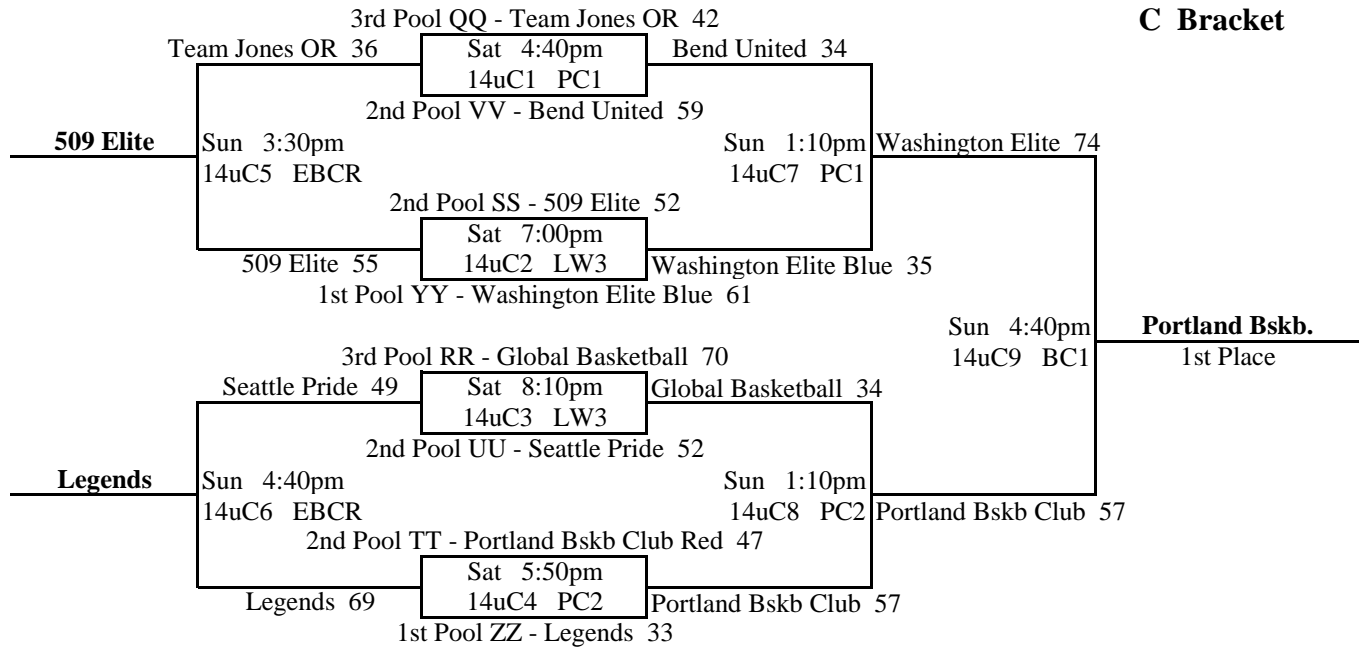 3rd Pool QQ - Team Jones OR 42
C Bracket
Team Jones OR 36
Sat 4:40pm
Bend United 34
14uC1 PC1
2nd Pool VV - Bend United 59
509 Elite
Sun 3:30pm
Sun 1:10pm
Washington Elite 74
14uC5 EBCR
14uC7 PC1
2nd Pool SS - 509 Elite 52
Sat 7:00pm
509 Elite 55
14uC2 LW3
Washington Elite Blue 35
1st Pool YY - Washington Elite Blue 61
Sun 4:40pm
Portland Bskb.
14uC9 BC1
1st Place
3rd Pool RR - Global Basketball 70
Seattle Pride 49
Sat 8:10pm
Global Basketball 34
14uC3 LW3
2nd Pool UU - Seattle Pride 52
Legends
Sun 4:40pm
Sun 1:10pm
14uC6 EBCR
14uC8 PC2
Portland Bskb Club 57
2nd Pool TT - Portland Bskb Club Red 47
Sat 5:50pm
Legends 69
14uC4 PC2
Portland Bskb Club 57
1st Pool ZZ - Legends 33